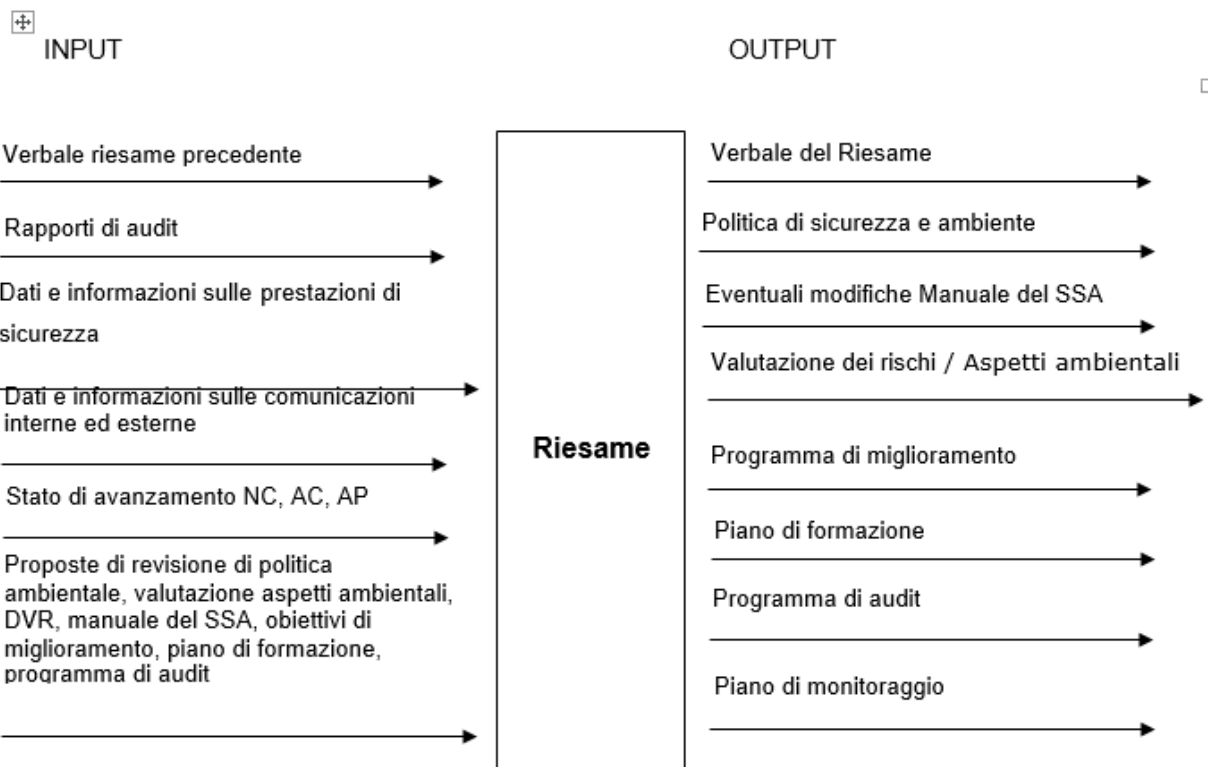 INPUT
OUTPUT
Verbale riesame precedente
Rapporti di audit
Dati e informazioni sulle prestazioni di
sicurezza
Dati e informazioni sulle comunicazioni
interne ed esterne
Stato di avanzamento NC, AC, AP
Proposte di revisione di politica
ambientale, valutazione aspetti ambientali,
DVR, manuale del SSA, obiettivi di
miglioramento, piano di formazione,
programma di audit
Riesame
Verbale del Riesame
Politica di sicurezza e ambiente
Eventuali modifiche Manuale del SSA
Valutazione dei rischi / Aspetti ambientali
Programma di miglioramento
Piano di formazione
Programma di audit
Piano di monitoraggio